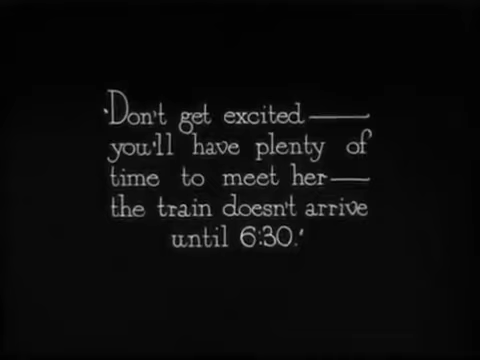 'Don't get excited —
you'll have plenty of
time to meet her —
the train doesn't arrive
until 6:30.'